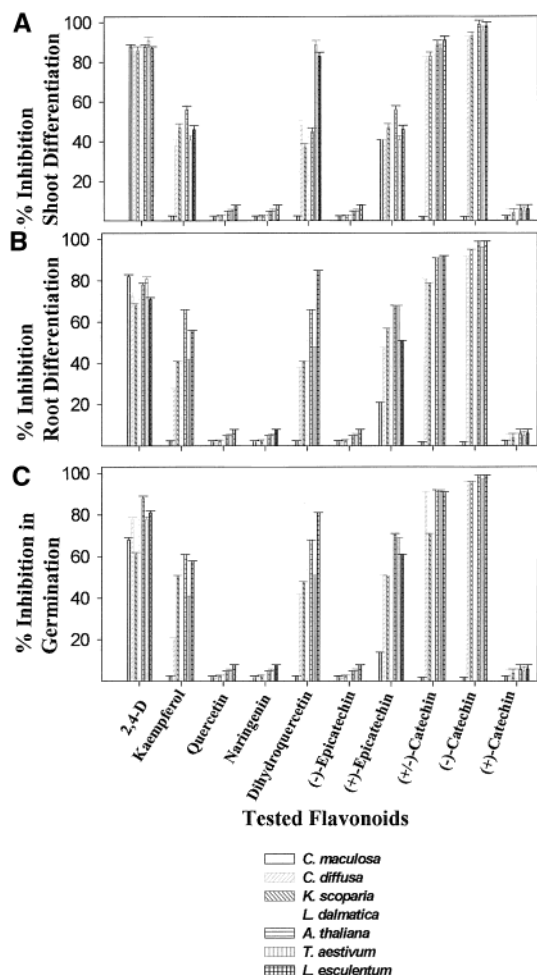 A
% Inhibition
Shoot Differentiation
100
80
60
40
20
B
% Inhibition
Root Differentiation
100
80
60
40
20
C
% Inhibition in
Germination
100
80
60
40
20
2,4-D
Kaempferol
Quercetin
Naringenin
Dihydroquercetin
(-)-Epicatechin
(+)-Epicatechin
(+/-)-Catechin
(-)-Catechin
(+)-Catechin
Tested Flavonoids
C. maculosa
C. diffusa
K. scoparia
L. dalmatica
A. thaliana
T. aestivum
L. esculentum